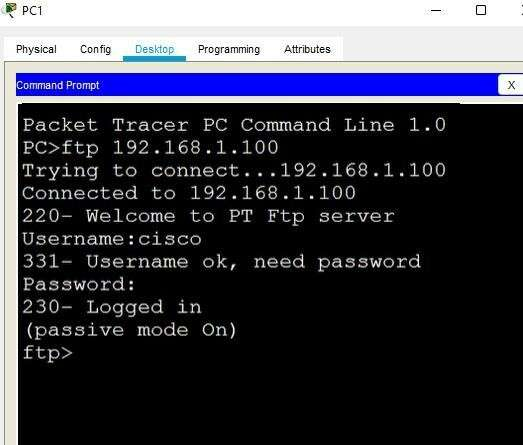 PC1
Physical Config Desktop Programming Attributes
Command Prompt X
Packet Tracer PC Command Line 1.0
PC>ftp 192.168.1.100
Trying to connect...192.168.1.100
Connected to 192.168.1.100
220- Welcome to PT Ftp server
Username:cisco
331- Username ok, need password
Password:
230- Logged in
(passive mode On)
ftp>